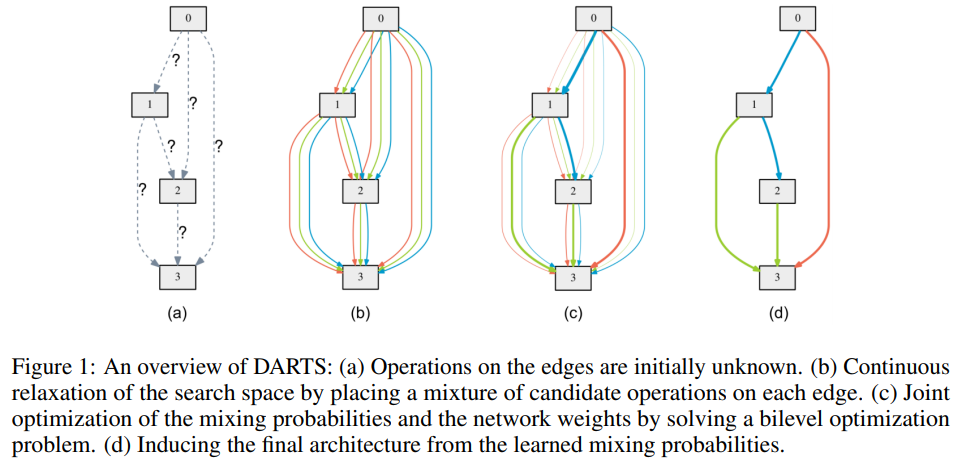 0
?
1
?
?
?
?
2
?
3
(a)
0
1
2
3
(b)
0
1
2
3
(c)
0
1
2
3
(d)
Figure 1: An overview of DARTS: (a) Operations on the edges are initially unknown. (b) Continuous
relaxation of the search space by placing a mixture of candidate operations on each edge. (c) Joint
optimization of the mixing probabilities and the network weights by solving a bilevel optimization
problem. (d) Inducing the final architecture from the learned mixing probabilities.